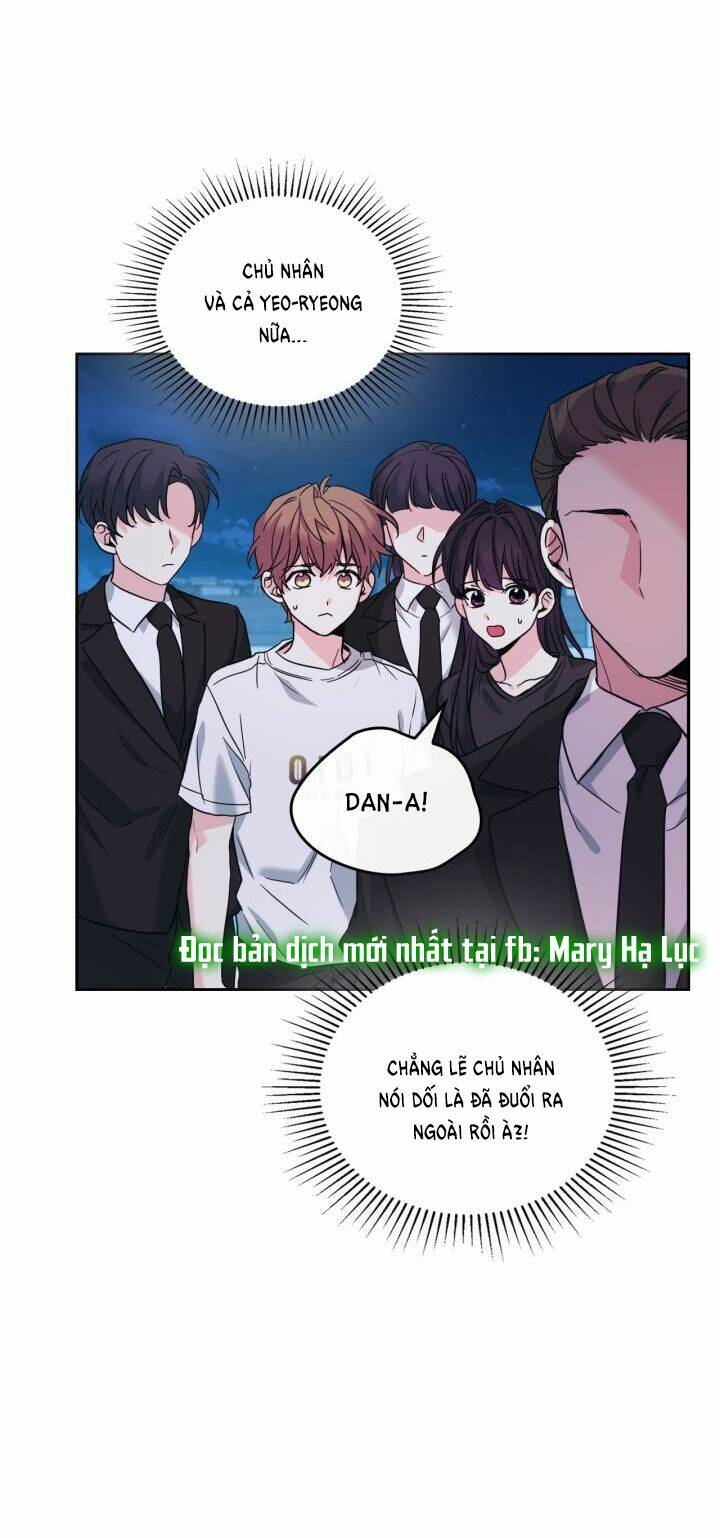 CHỦ NHÂN
VÀ CẢ YEO-RYEONG
NỮA...
DAN-A!
Đọc bản dịch mới nhất tại fb: Mary Hạ Lục
CHẲNG LẼ CHỦ NHÂN
NÓI DỐI LÀ ĐÃ ĐUỔI RA
NGOÀI RỒI À?!